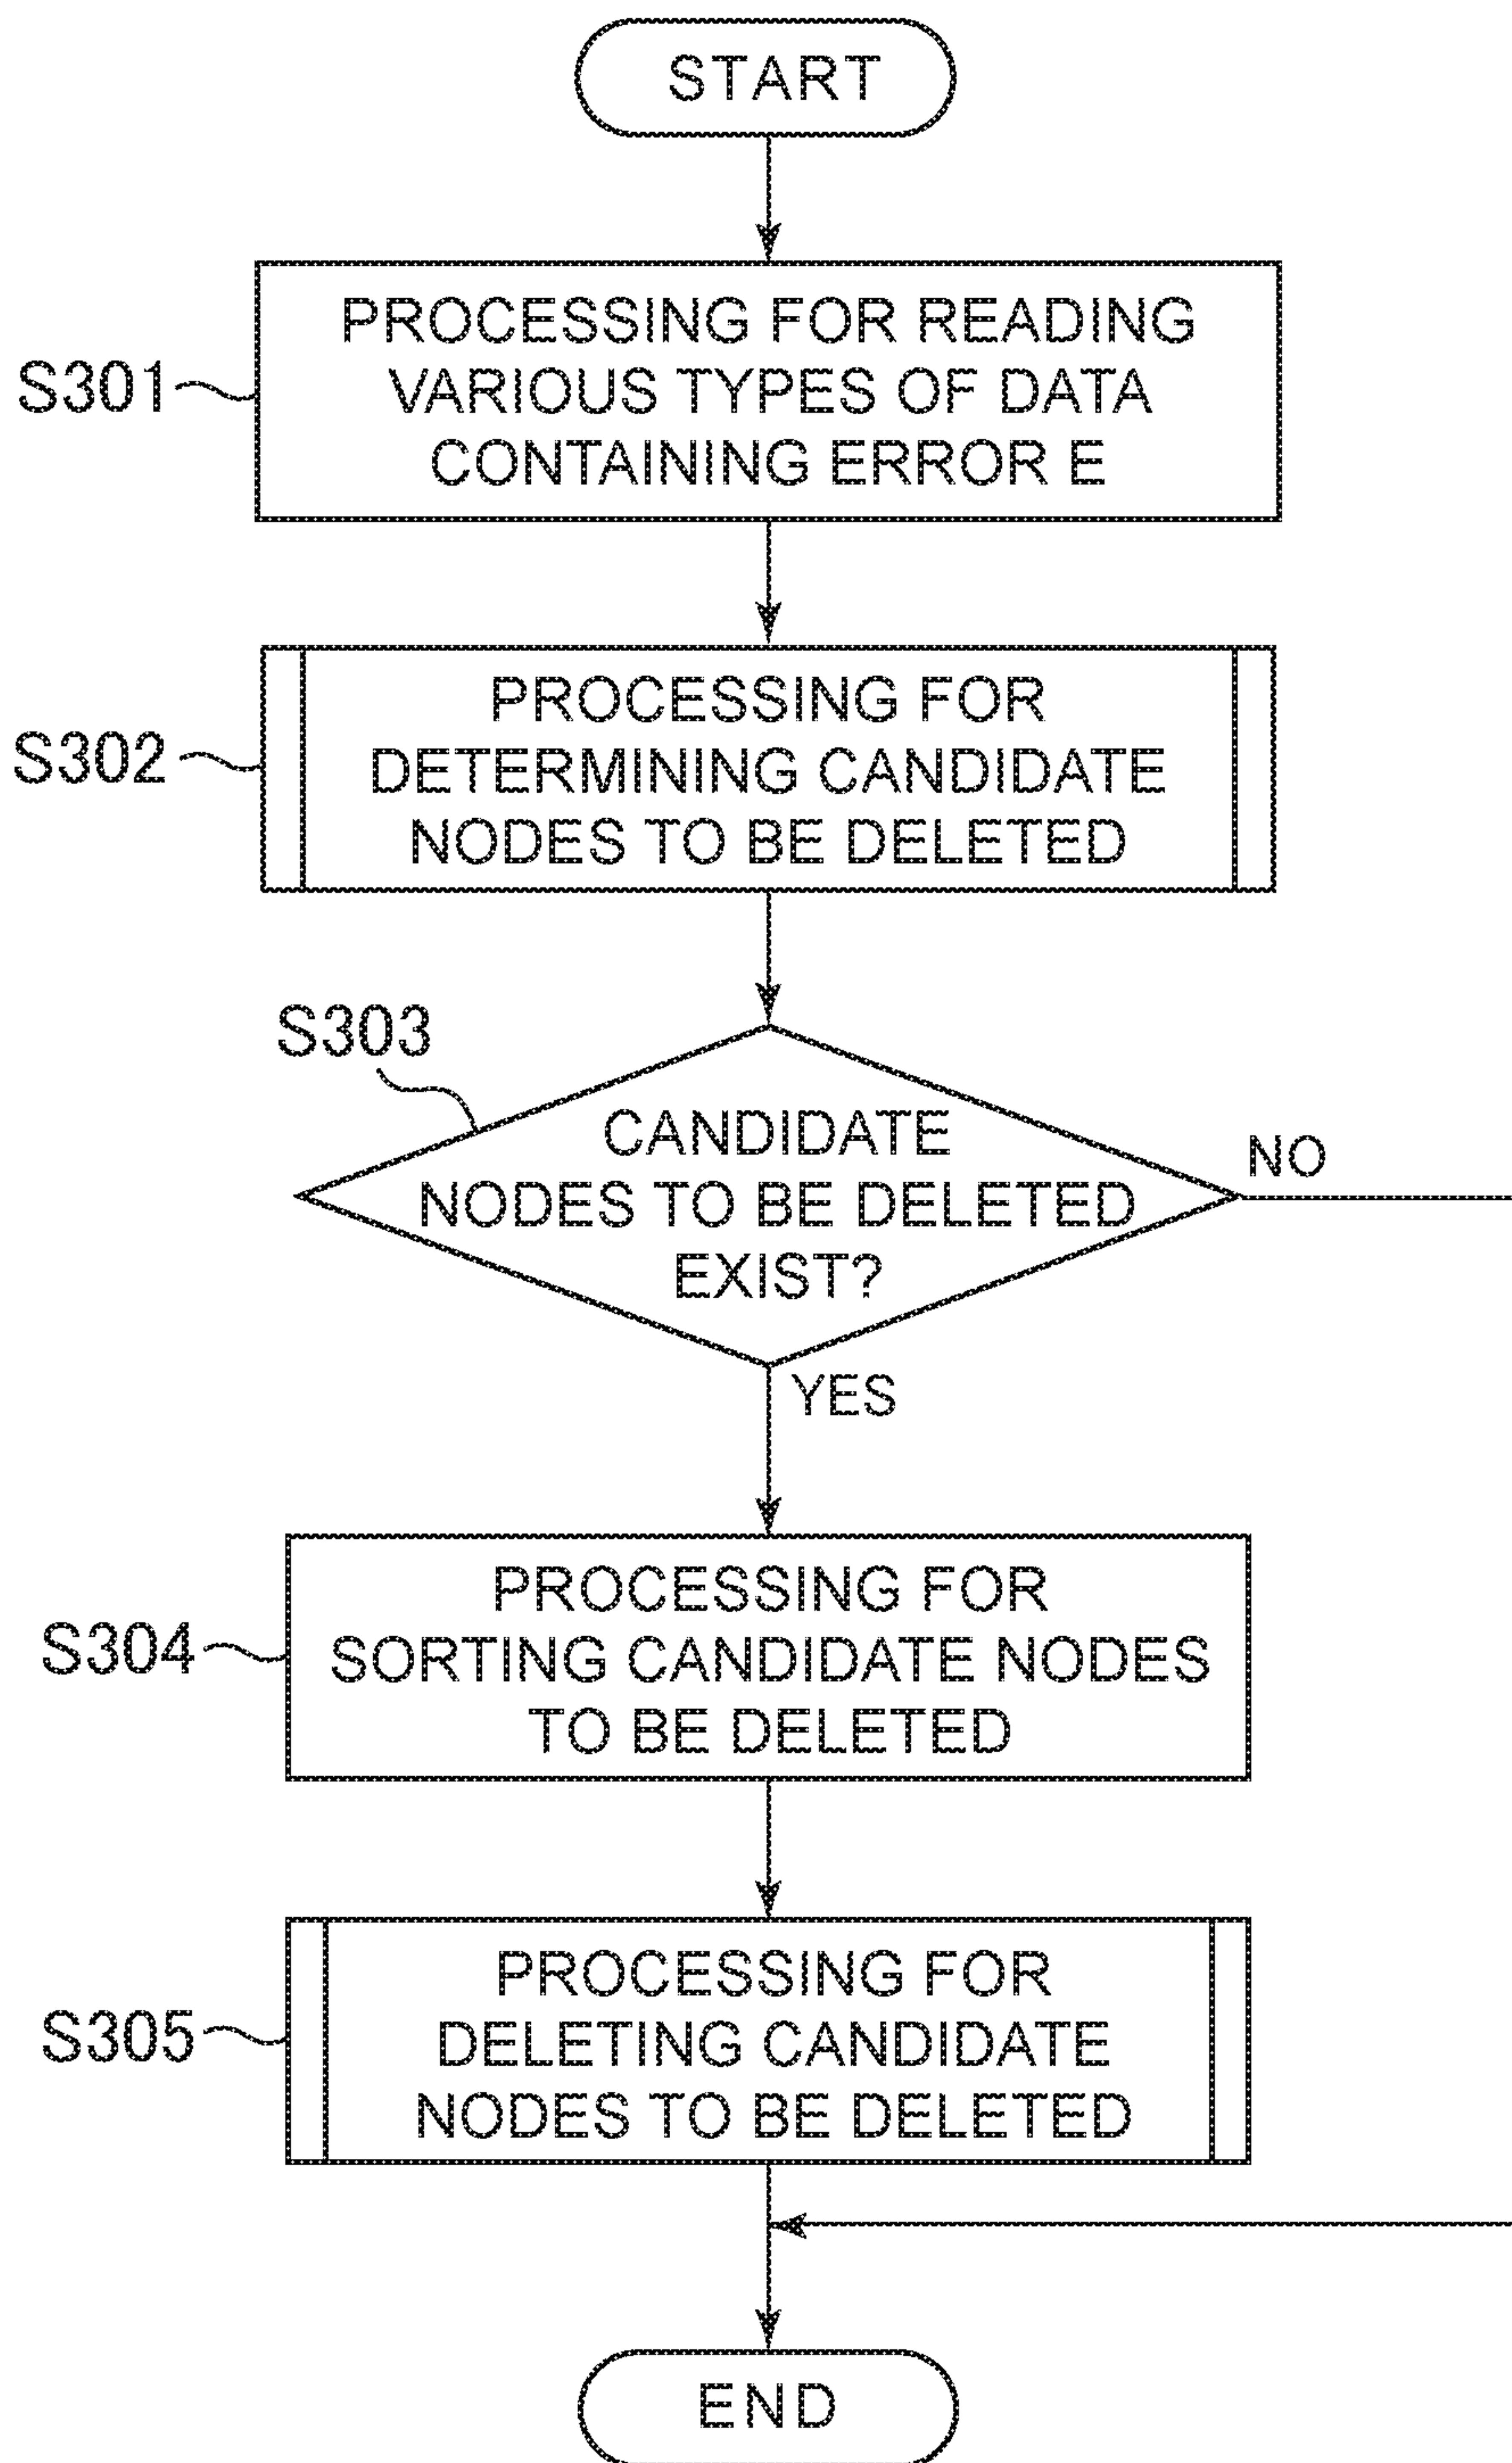 START
PROCESSING FOR READING
VARIOUS TYPES OF DATA
CONTAINING ERROR E
S301
PROCESSING FOR
DETERMINING CANDIDATE
NODES TO BE DELETED
S302
S303
CANDIDATE
NODES TO BE DELETED
EXIST?
NO
YES
PROCESSING FOR
SORTING CANDIDATE NODES
TO BE DELETED
S304
PROCESSING FOR
DELETING CANDIDATE
NODES TO BE DELETED
S305
END